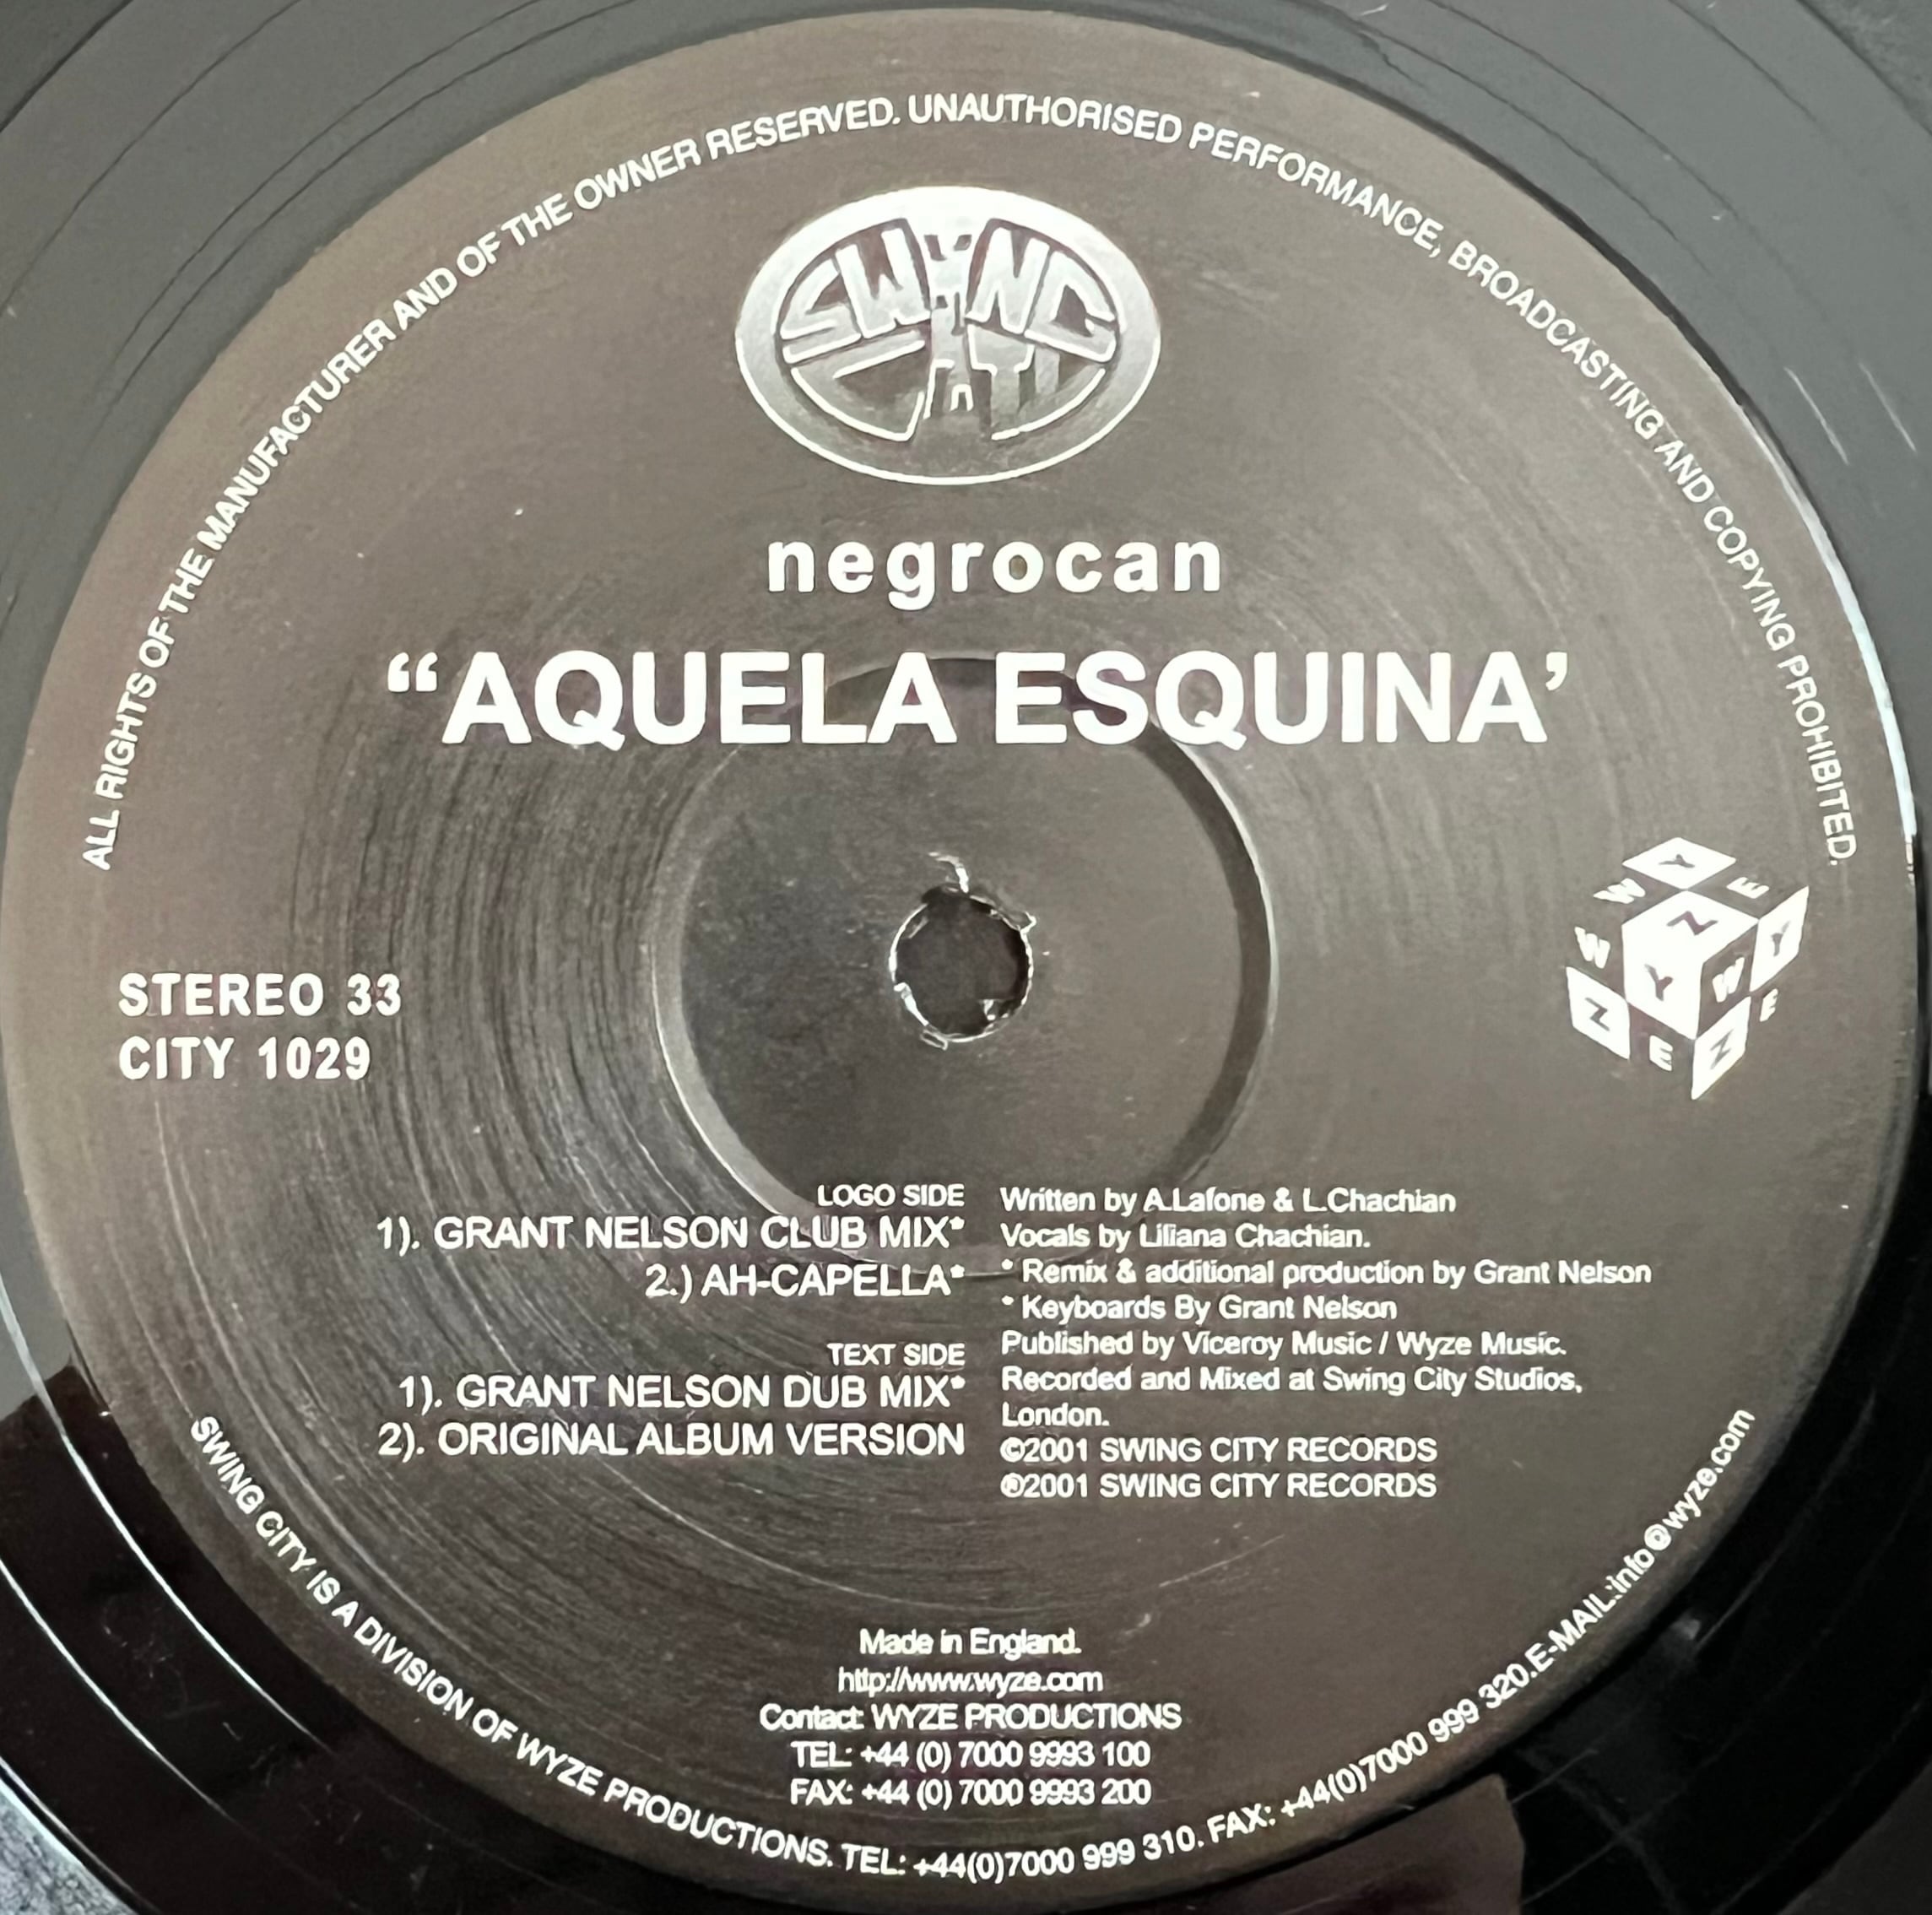 ALL RIGHTS OF THE MANUFACTURER AND OF THE OWNER RESERVED. UNAUTHORISED PERFORMANCE, BROADCASTING AND COPYING PROHIBITED.
SWING
CITY
negrocan
“AQUELA ESQUINA’
STEREO 33
CITY 1029
Y
W E
Z
W Y W Y
Z E Z E
LOGO SIDE
1). GRANT NELSON CLUB MIX*
2.) AH-CAPELLA*
TEXT SIDE
1). GRANT NELSON DUB MIX*
2). ORIGINAL ALBUM VERSION
Written by A.Lafone & L.Chachian
Vocals by Liliana Chachian.
* Remix & additional production by Grant Nelson
* Keyboards By Grant Nelson
Published by Viceroy Music / Wyze Music.
Recorded and Mixed at Swing City Studios,
London.
©2001 SWING CITY RECORDS
®2001 SWING CITY RECORDS
Made in England.
http://www.wyze.com
Contact: WYZE PRODUCTIONS
TEL: +44 (0) 7000 9993 100
FAX: +44 (0) 7000 9993 200
SWING CITY IS A DIVISION OF WYZE PRODUCTIONS. TEL: +44(0)7000 999 310. FAX: +44(0)7000 999 320.E-MAIL:info@wyze.com